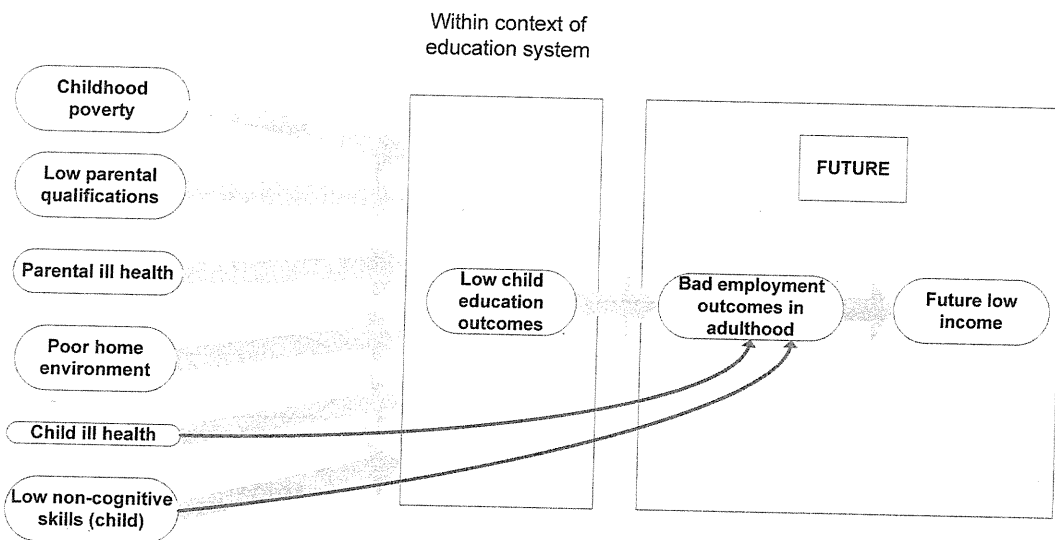 Within context of
education system
Childhood
poverty
Low parental
qualifications
Parental ill health
Poor home
environment
Child ill health
Low non-cognitive
skills (child)
Low child
education
outcomes
FUTURE
Bad employment
outcomes in
adulthood
Future low
income